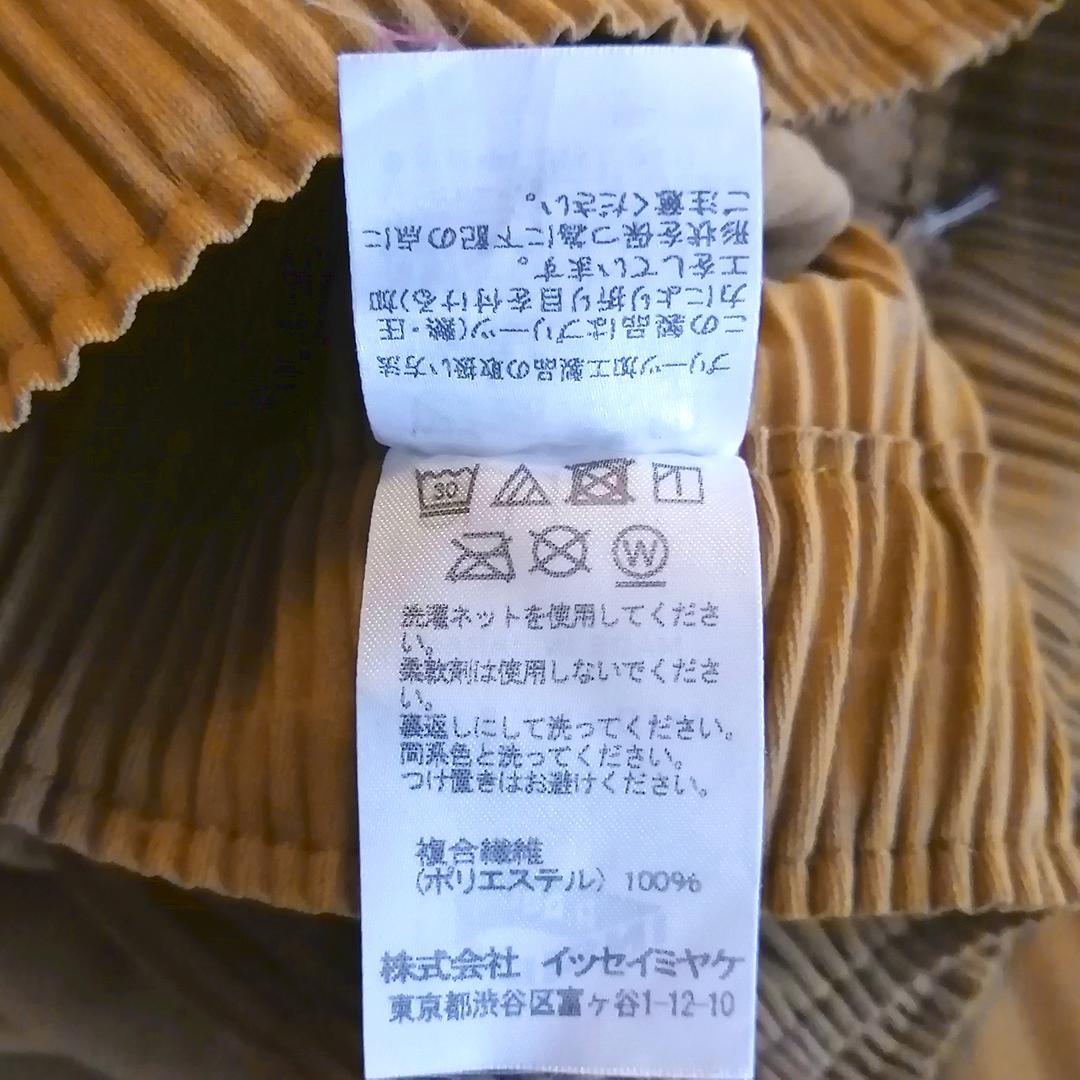 プリーツ加工製品の取扱い方法
この製品はプリーツ(熱・圧
力により折り目を付ける)加
工をしています。
形状を保つ為に下記の点に
ご注意ください。
30
W
洗濯ネットを使用してくださ
い。
柔軟剤は使用しないでくださ
い。
裏返しにして洗ってください。
同系色と洗ってください。
つけ置きはお避けください。
複合繊維
(ポリエステル) 100%
株式会社 イッセイミヤケ
東京都渋谷区富ヶ谷1-12-10